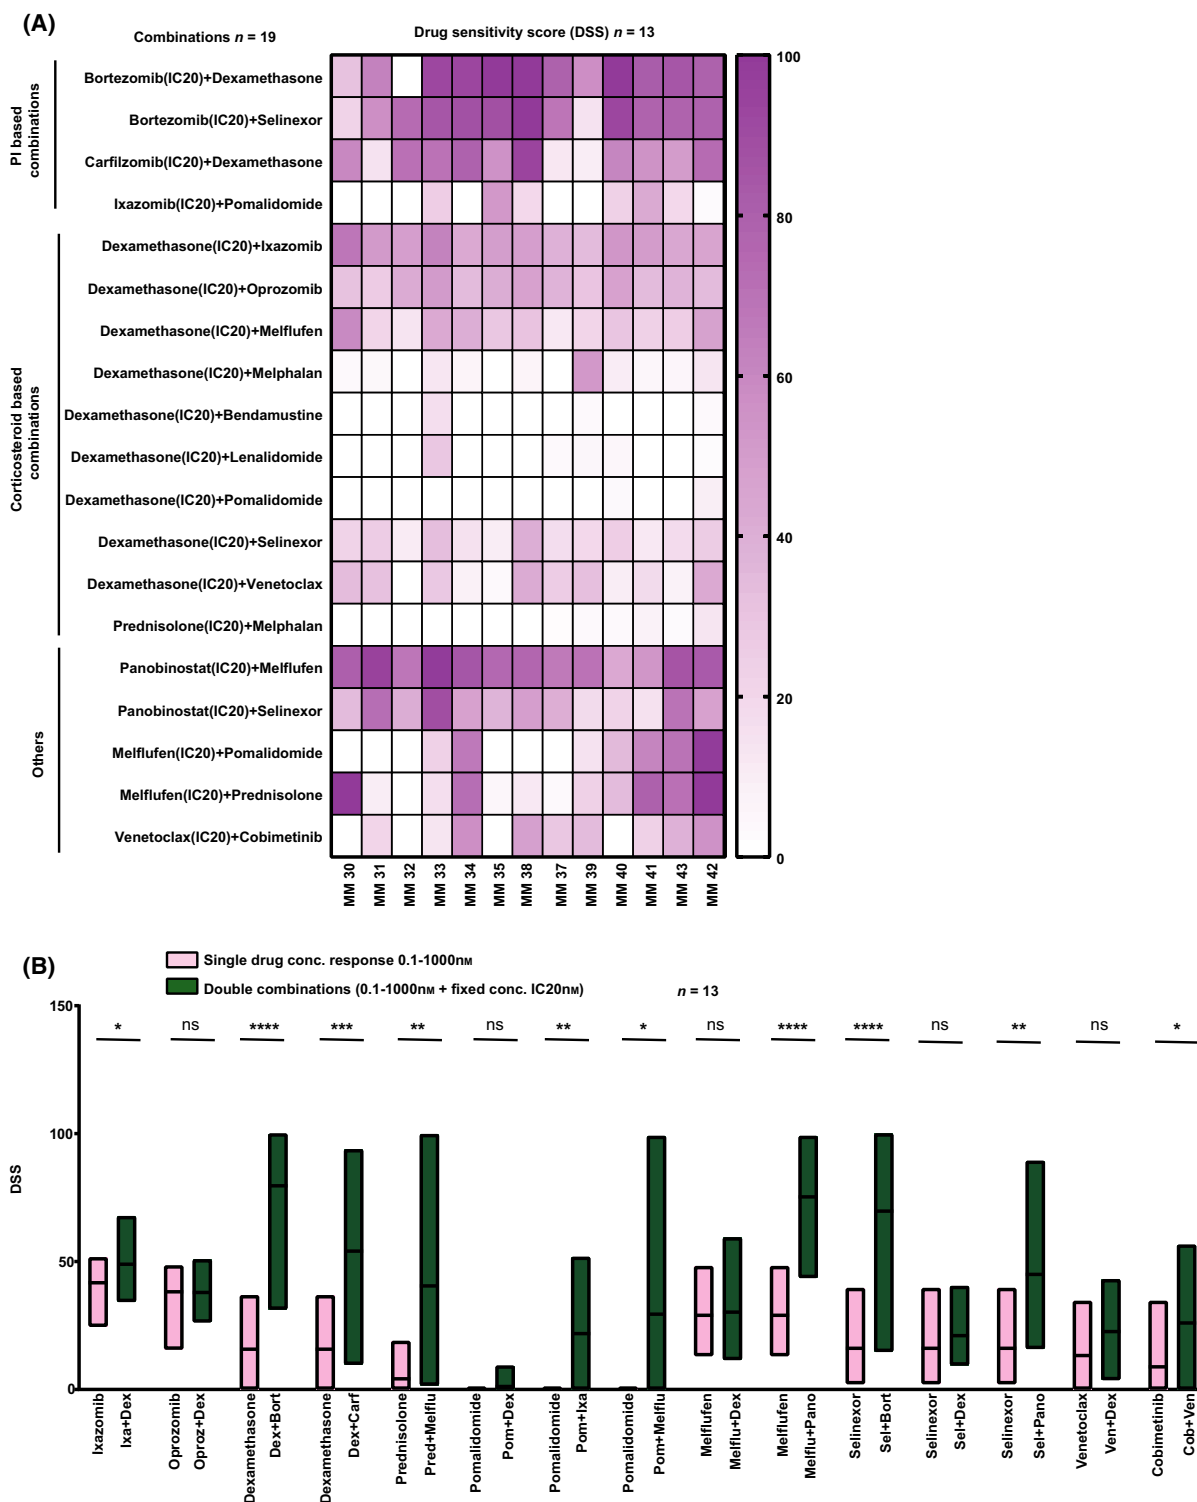 (A)
Combinations n = 19
Drug sensitivity score (DSS) n = 13
PI based
combinations
Bortezomib(IC20)+Dexamethasone
Bortezomib(IC20)+Selinexor
Carfilzomib(IC20)+Dexamethasone
Ixazomib(IC20)+Pomalidomide
Corticosteroid based
combinations
Dexamethasone(IC20)+Ixazomib
Dexamethasone(IC20)+Oprozomib
Dexamethasone(IC20)+Melflufen
Dexamethasone(IC20)+Melphalan
Dexamethasone(IC20)+Bendamustine
Dexamethasone(IC20)+Lenalidomide
Dexamethasone(IC20)+Pomalidomide
Dexamethasone(IC20)+Selinexor
Dexamethasone(IC20)+Venetoclax
Prednisolone(IC20)+Melphalan
Others
Panobinostat(IC20)+Melflufen
Panobinostat(IC20)+Selinexor
Melflufen(IC20)+Pomalidomide
Melflufen(IC20)+Prednisolone
Venetoclax(IC20)+Cobimetinib
100
80
60
40
20
0
MM 30
MM 31
MM 32
MM 33
MM 34
MM 35
MM 38
MM 37
MM 39
MM 40
MM 41
MM 43
MM 42
(B)
Single drug conc. response 0.1-1000nM
Double combinations (0.1-1000nM + fixed conc. IC20nM)
n = 13
* ns **** *** ** ns ** * ns **** **** ns ** ns *
DSS
150
100
50
0
Ixazomib
Ixa+Dex
Oprozomib
Oproz+Dex
Dexamethasone
Dex+Bort
Dexamethasone
Dex+Carf
Prednisolone
Pred+Melflu
Pomalidomide
Pom+Dex
Pomalidomide
Pom+Ixa
Pomalidomide
Pom+Melflu
Melflufen
Melflu+Dex
Melflufen
Melflu+Pano
Selinexor
Sel+Bort
Selinexor
Sel+Dex
Selinexor
Sel+Pano
Venetoclax
Ven+Dex
Cobimetinib
Cob+Ven